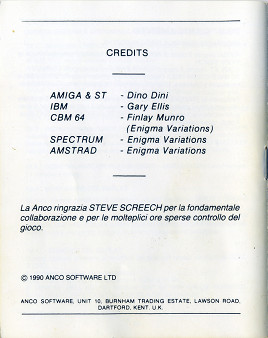 CREDITS
AMIGA & ST - Dino Dini
IBM - Gary Ellis
CBM 64 - Finlay Munro
(Enigma Variations)
SPECTRUM - Enigma Variations
AMSTRAD - Enigma Variations
La Anco ringrazia STEVE SCREECH per la fondamentale
collaborazione e per le molteplici ore sperse controllo del
gioco.
© 1990 ANCO SOFTWARE LTD
ANCO SOFTWARE, UNIT 10, BURNHAM TRADING ESTATE, LAWSON ROAD,
DARTFORD, KENT, U.K.